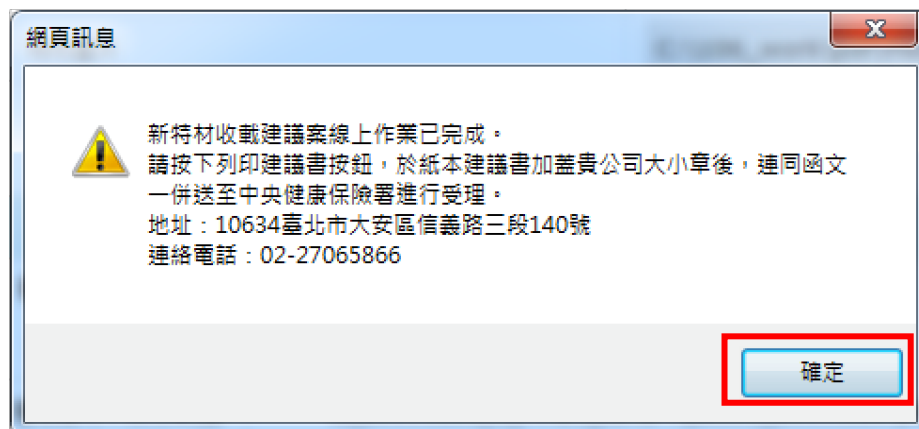 網頁訊息
新特材收載建議案線上作業已完成。
請按下列印建議書按鈕，於紙本建議書加蓋貴公司大小章後，連同函文
一併送至中央健康保險署進行受理。
地址：10634臺北市大安區信義路三段140號
連絡電話：02-27065866
確定